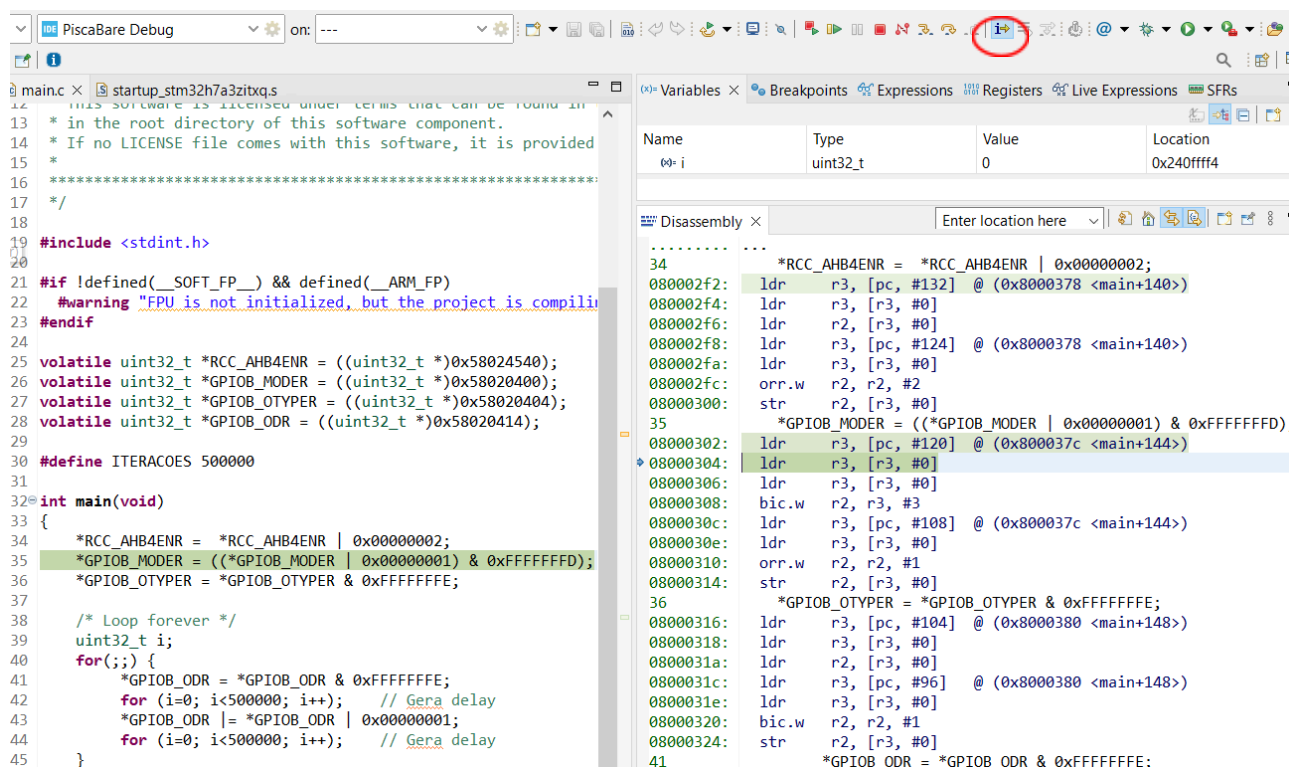 PiscaBare Debug on: ---
main.c startup_stm32h7a3zitxq.s
12 This software is licensed under terms that can be found in
13 * in the root directory of this software component.
14 * If no LICENSE file comes with this software, it is provided
15 *
16 ******************************************************************
17 */
18
19 #include <stdint.h>
20
21 #if !defined(__SOFT_FP__) && defined(__ARM_FP)
22 #warning "FPU is not initialized, but the project is compilin
23 #endif
24
25 volatile uint32_t *RCC_AHB4ENR = ((uint32_t *)0x58024540);
26 volatile uint32_t *GPIOB_MODER = ((uint32_t *)0x58020400);
27 volatile uint32_t *GPIOB_OTYPER = ((uint32_t *)0x58020404);
28 volatile uint32_t *GPIOB_ODR = ((uint32_t *)0x58020414);
29
30 #define ITERACOES 500000
31
32 int main(void)
33 {
34 *RCC_AHB4ENR = *RCC_AHB4ENR | 0x00000002;
35 *GPIOB_MODER = ((*GPIOB_MODER | 0x00000001) & 0xFFFFFFFD);
36 *GPIOB_OTYPER = *GPIOB_OTYPER & 0xFFFFFFFE;
37
38 /* Loop forever */
39 uint32_t i;
40 for(;;) {
41 *GPIOB_ODR = *GPIOB_ODR & 0xFFFFFFFE;
42 for (i=0; i<500000; i++); // Gera delay
43 *GPIOB_ODR |= *GPIOB_ODR | 0x00000001;
44 for (i=0; i<500000; i++); // Gera delay
45 }
(x)= Variables Breakpoints Expressions Registers Live Expressions SFRs
Name Type Value Location
(x)= i uint32_t 0 0x240ffff4
Disassembly Enter location here
......... ...
34 *RCC_AHB4ENR = *RCC_AHB4ENR | 0x00000002;
080002f2: ldr r3, [pc, #132] @ (0x8000378 <main+140>)
080002f4: ldr r3, [r3, #0]
080002f6: ldr r2, [r3, #0]
080002f8: ldr r3, [pc, #124] @ (0x8000378 <main+140>)
080002fa: ldr r3, [r3, #0]
080002fc: orr.w r2, r2, #2
08000300: str r2, [r3, #0]
35 *GPIOB_MODER = ((*GPIOB_MODER | 0x00000001) & 0xFFFFFFFD)
08000302: ldr r3, [pc, #120] @ (0x800037c <main+144>)
08000304: ldr r3, [r3, #0]
08000306: ldr r3, [r3, #0]
08000308: bic.w r2, r3, #3
0800030c: ldr r3, [pc, #108] @ (0x800037c <main+144>)
0800030e: ldr r3, [r3, #0]
08000310: orr.w r2, r2, #1
08000314: str r2, [r3, #0]
36 *GPIOB_OTYPER = *GPIOB_OTYPER & 0xFFFFFFFE;
08000316: ldr r3, [pc, #104] @ (0x8000380 <main+148>)
08000318: ldr r3, [r3, #0]
0800031a: ldr r2, [r3, #0]
0800031c: ldr r3, [pc, #96] @ (0x8000380 <main+148>)
0800031e: ldr r3, [r3, #0]
08000320: bic.w r2, r2, #1
08000324: str r2, [r3, #0]
41 *GPIOB_ODR = *GPIOB_ODR & 0xFFFFFFFE;